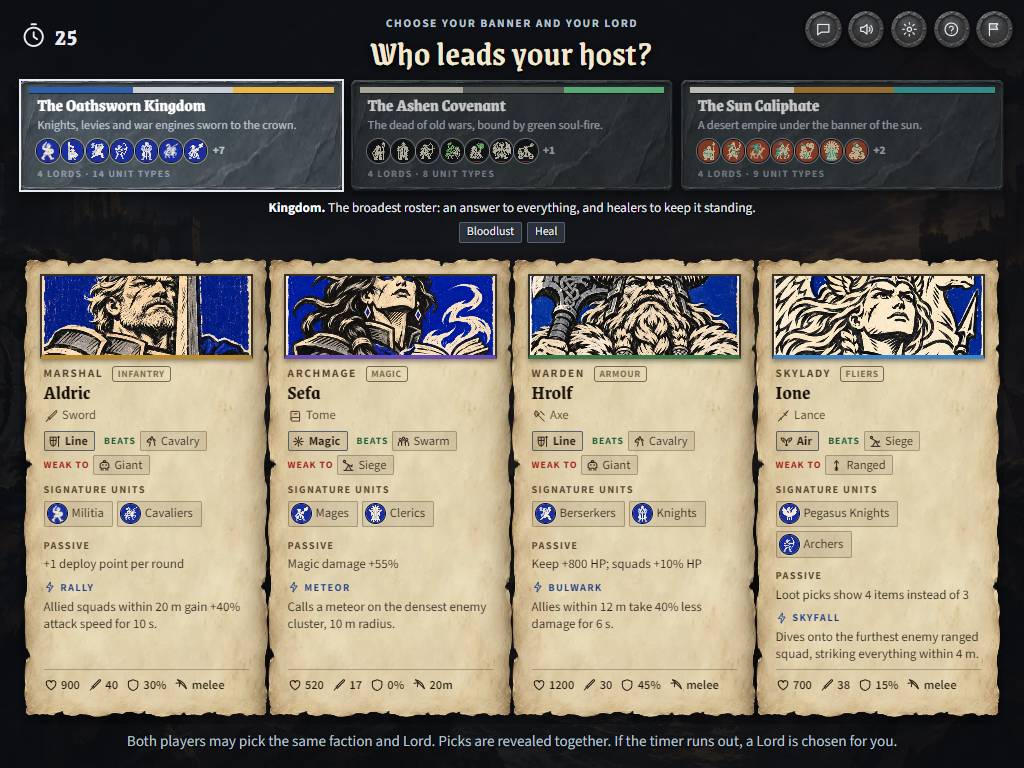 25
CHOOSE YOUR BANNER AND YOUR LORD
Who leads your host?
The Oathsworn Kingdom
Knights, levies and war engines sworn to the crown.
+7
4 LORDS · 14 UNIT TYPES
The Ashen Covenant
The dead of old wars, bound by green soul-fire.
+1
4 LORDS · 8 UNIT TYPES
The Sun Caliphate
A desert empire under the banner of the sun.
+2
4 LORDS · 9 UNIT TYPES
Kingdom. The broadest roster: an answer to everything, and healers to keep it standing.
Bloodlust Heal
MARSHAL INFANTRY
Aldric
Sword
Line BEATS Cavalry
WEAK TO Giant
SIGNATURE UNITS
Militia Cavaliers
PASSIVE
+1 deploy point per round
RALLY
Allied squads within 20 m gain +40%
attack speed for 10 s.
900 40 30% melee
ARCHMAGE MAGIC
Sefa
Tome
Magic BEATS Swarm
WEAK TO Siege
SIGNATURE UNITS
Mages Clerics
PASSIVE
Magic damage +55%
METEOR
Calls a meteor on the densest enemy
cluster, 10 m radius.
520 17 0% 20m
WARDEN ARMOUR
Hrolf
Axe
Line BEATS Cavalry
WEAK TO Giant
SIGNATURE UNITS
Berserkers Knights
PASSIVE
Keep +800 HP; squads +10% HP
BULWARK
Allies within 12 m take 40% less
damage for 6 s.
1200 30 45% melee
SKYLADY FLIERS
Ione
Lance
Air BEATS Siege
WEAK TO Ranged
SIGNATURE UNITS
Pegasus Knights
Archers
PASSIVE
Loot picks show 4 items instead of 3
SKYFALL
Dives onto the furthest enemy ranged
squad, striking everything within 4 m.
700 38 15% melee
Both players may pick the same faction and Lord. Picks are revealed together. If the timer runs out, a Lord is chosen for you.